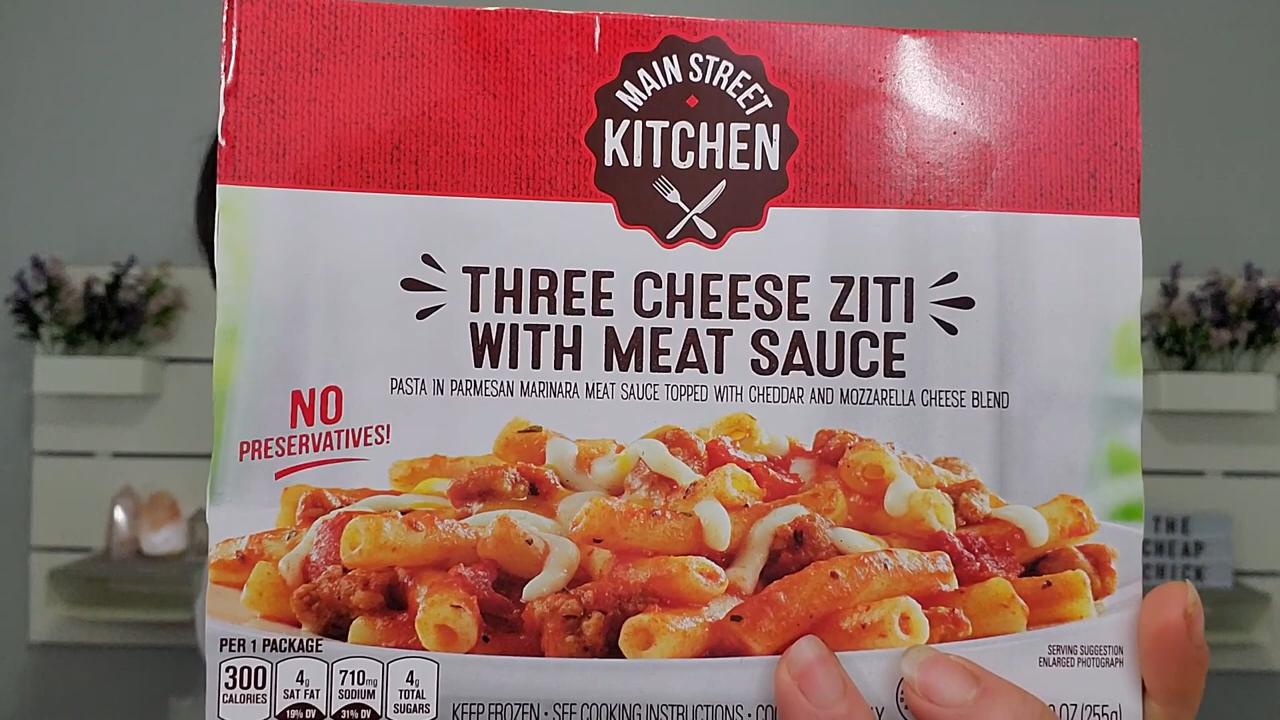 MAIN STREET
KITCHEN
THREE CHEESE ZITI
WITH MEAT SAUCE
PASTA IN PARMESAN MARINARA MEAT SAUCE TOPPED WITH CHEDDAR AND MOZZARELLA CHEESE BLEND
NO
PRESERVATIVES!
THE
CHEAP
CHICK
PER 1 PACKAGE
300
CALORIES
4g
SAT FAT
19% DV
710mg
SODIUM
31% DV
4g
TOTAL
SUGARS
SERVING SUGGESTION
ENLARGED PHOTOGRAPH
KEEP FROZEN • SEE COOKING INSTRUCTIONS •
OZ (255g)